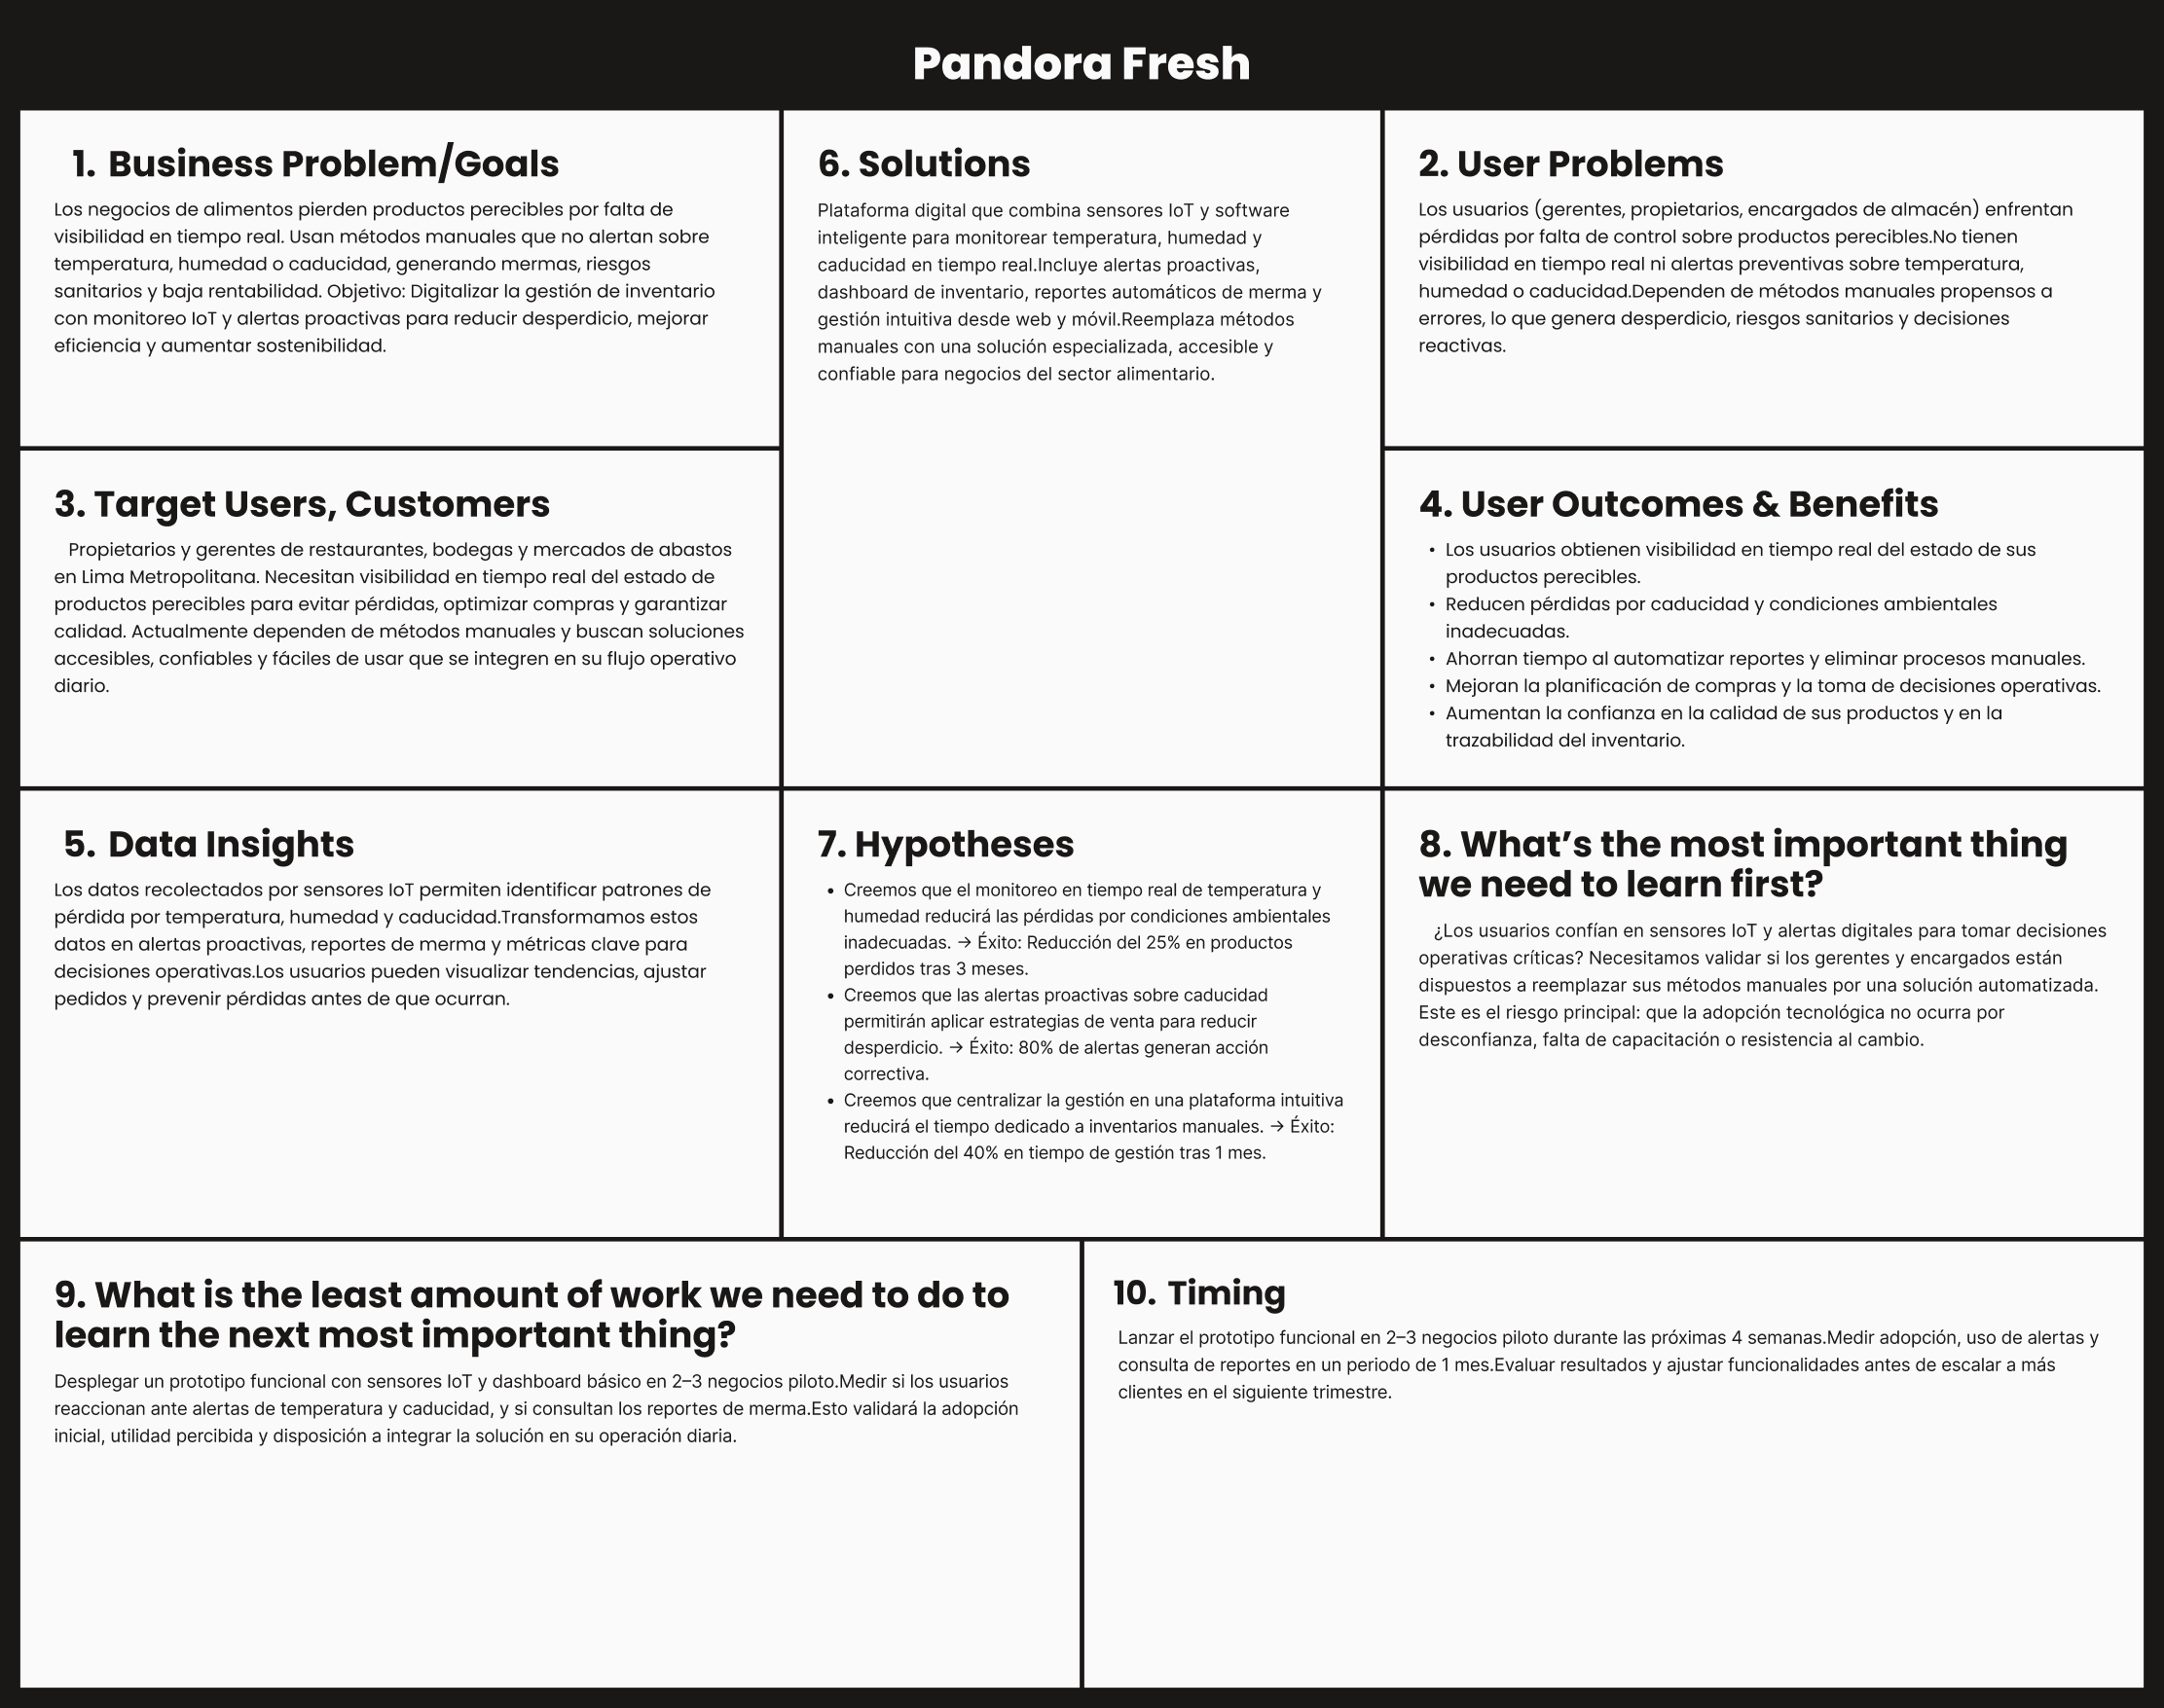 Pandora Fresh
1. Business Problem/Goals
Los negocios de alimentos pierden productos perecibles por falta de
visibilidad en tiempo real. Usan métodos manuales que no alertan sobre
temperatura, humedad o caducidad, generando mermas, riesgos
sanitarios y baja rentabilidad. Objetivo: Digitalizar la gestión de inventario
con monitoreo IoT y alertas proactivas para reducir desperdicio, mejorar
eficiencia y aumentar sostenibilidad.
6. Solutions
Plataforma digital que combina sensores IoT y software
inteligente para monitorear temperatura, humedad y
caducidad en tiempo real.Incluye alertas proactivas,
dashboard de inventario, reportes automáticos de merma y
gestión intuitiva desde web y móvil.Reemplaza métodos
manuales con una solución especializada, accesible y
confiable para negocios del sector alimentario.
2. User Problems
Los usuarios (gerentes, propietarios, encargados de almacén) enfrentan
pérdidas por falta de control sobre productos perecibles.No tienen
visibilidad en tiempo real ni alertas preventivas sobre temperatura,
humedad o caducidad.Dependen de métodos manuales propensos a
errores, lo que genera desperdicio, riesgos sanitarios y decisiones
reactivas.
3. Target Users, Customers
Propietarios y gerentes de restaurantes, bodegas y mercados de abastos
en Lima Metropolitana. Necesitan visibilidad en tiempo real del estado de
productos perecibles para evitar pérdidas, optimizar compras y garantizar
calidad. Actualmente dependen de métodos manuales y buscan soluciones
accesibles, confiables y fáciles de usar que se integren en su flujo operativo
diario.
4. User Outcomes & Benefits
• Los usuarios obtienen visibilidad en tiempo real del estado de sus
productos perecibles.
• Reducen pérdidas por caducidad y condiciones ambientales
inadecuadas.
• Ahorran tiempo al automatizar reportes y eliminar procesos manuales.
• Mejoran la planificación de compras y la toma de decisiones operativas.
• Aumentan la confianza en la calidad de sus productos y en la
trazabilidad del inventario.
5. Data Insights
Los datos recolectados por sensores IoT permiten identificar patrones de
pérdida por temperatura, humedad y caducidad.Transformamos estos
datos en alertas proactivas, reportes de merma y métricas clave para
decisiones operativas.Los usuarios pueden visualizar tendencias, ajustar
pedidos y prevenir pérdidas antes de que ocurran.
7. Hypotheses
• Creemos que el monitoreo en tiempo real de temperatura y
humedad reducirá las pérdidas por condiciones ambientales
inadecuadas. → Éxito: Reducción del 25% en productos
perdidos tras 3 meses.
• Creemos que las alertas proactivas sobre caducidad
permitirán aplicar estrategias de venta para reducir
desperdicio. → Éxito: 80% de alertas generan acción
correctiva.
• Creemos que centralizar la gestión en una plataforma intuitiva
reducirá el tiempo dedicado a inventarios manuales. → Éxito:
Reducción del 40% en tiempo de gestión tras 1 mes.
8. What’s the most important thing
we need to learn first?
¿Los usuarios confían en sensores IoT y alertas digitales para tomar decisiones
operativas críticas? Necesitamos validar si los gerentes y encargados están
dispuestos a reemplazar sus métodos manuales por una solución automatizada.
Este es el riesgo principal: que la adopción tecnológica no ocurra por
desconfianza, falta de capacitación o resistencia al cambio.
9. What is the least amount of work we need to do to
learn the next most important thing?
Desplegar un prototipo funcional con sensores IoT y dashboard básico en 2–3 negocios piloto.Medir si los usuarios
reaccionan ante alertas de temperatura y caducidad, y si consultan los reportes de merma.Esto validará la adopción
inicial, utilidad percibida y disposición a integrar la solución en su operación diaria.
10. Timing
Lanzar el prototipo funcional en 2–3 negocios piloto durante las próximas 4 semanas.Medir adopción, uso de alertas y
consulta de reportes en un periodo de 1 mes.Evaluar resultados y ajustar funcionalidades antes de escalar a más
clientes en el siguiente trimestre.